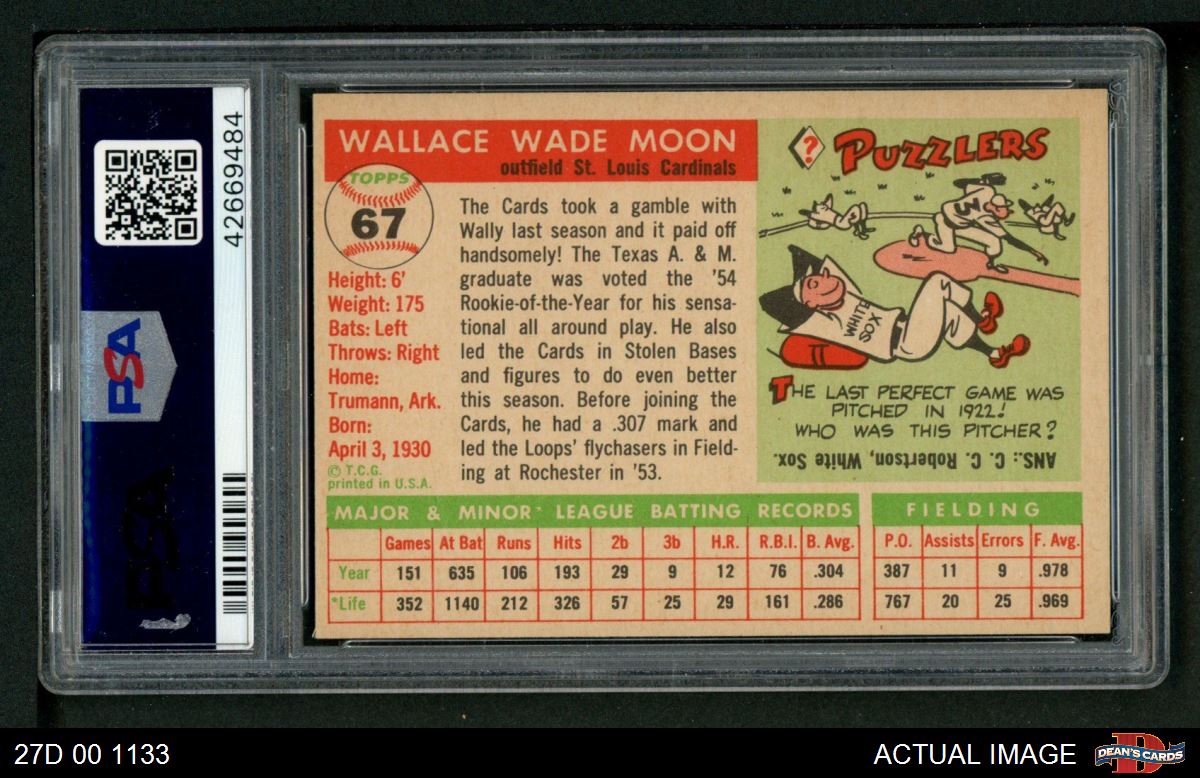 42669484
PSA
PSA
WALLACE WADE MOON
outfield St. Louis Cardinals
TOPPS
67
Height: 6'
Weight: 175
Bats: Left
Throws: Right
Home:
Trumann, Ark.
Born:
April 3, 1930
© T.C.G.
printed in U.S.A.
The Cards took a gamble with
Wally last season and it paid off
handsomely! The Texas A. & M.
graduate was voted the '54
Rookie-of-the-Year for his sensa-
tional all around play. He also
led the Cards in Stolen Bases
and figures to do even better
this season. Before joining the
Cards, he had a .307 mark and
led the Loops' flychasers in Field-
ing at Rochester in '53.
? PUZZLERS
13
WHITE
SOX
THE LAST PERFECT GAME WAS
PITCHED IN 1922!
WHO WAS THIS PITCHER?
ANS.: C. C. Robertson, White Sox.
MAJOR & MINOR* LEAGUE BATTING RECORDS FIELDING
Games At Bat Runs Hits 2b 3b H.R. R.B.I. B. Avg. P.O. Assists Errors F. Avg.
Year 151 635 106 193 29 9 12 76 .304 387 11 9 .978
*Life 352 1140 212 326 57 25 29 161 .286 767 20 25 .969
27D 00 1133
ACTUAL IMAGE
DEAN'S CARDS